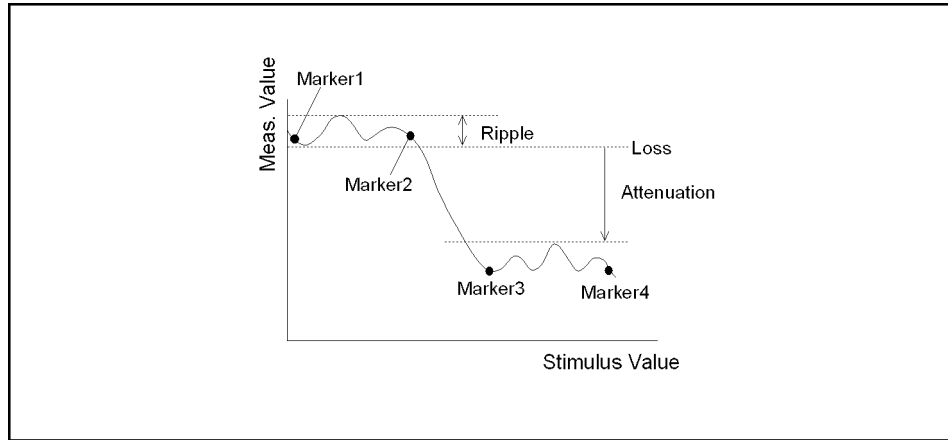 Meas. Value
Marker1
Ripple
Loss
Marker2
Attenuation
Marker3
Marker4
Stimulus Value